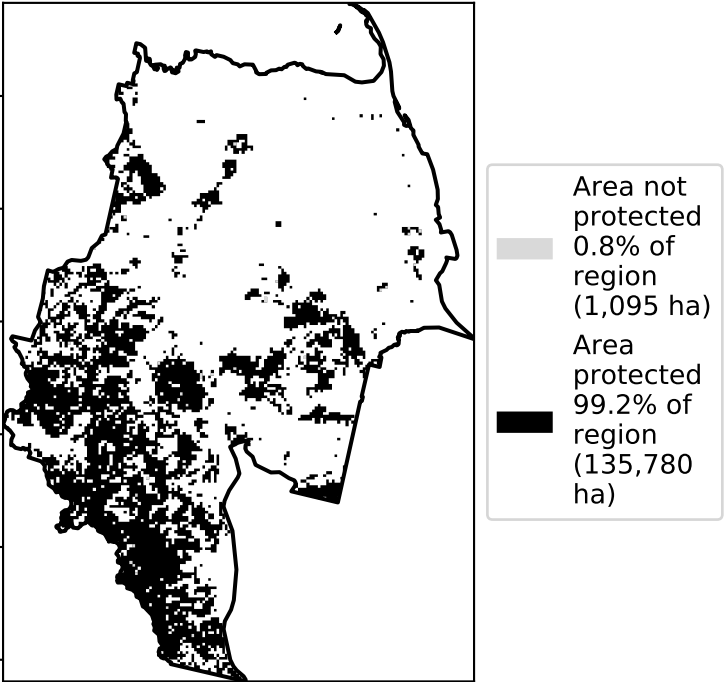 Area not
protected
0.8% of
region
(1,095 ha)
Area
protected
99.2% of
region
(135,780
ha)